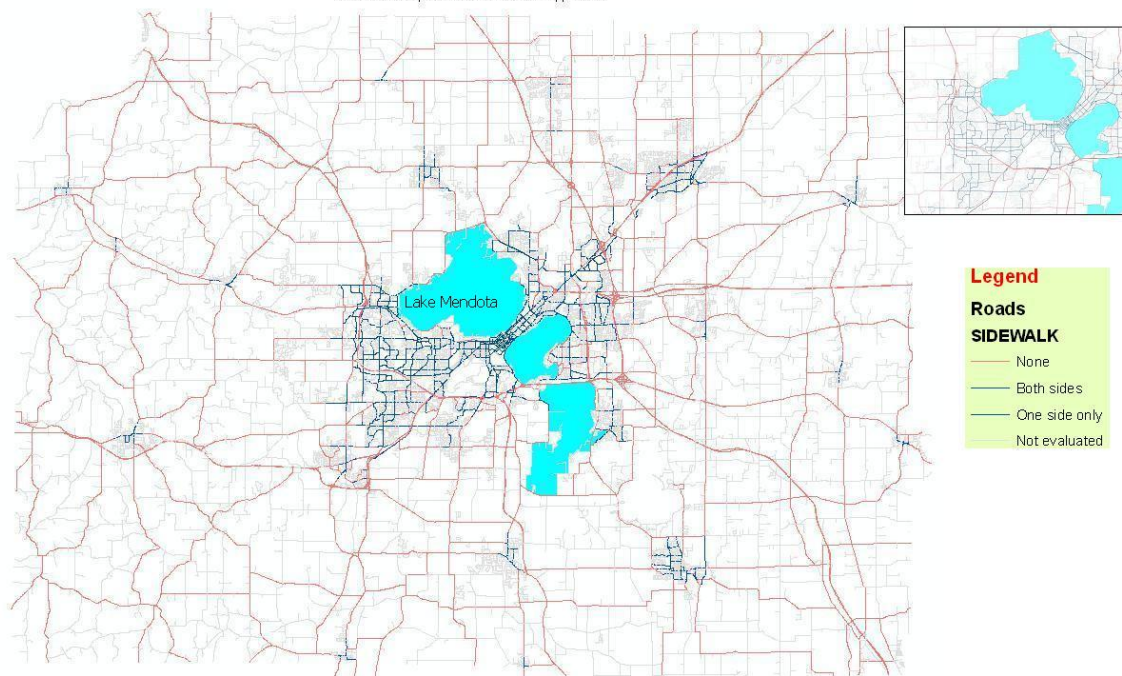 Lake Mendota
Legend
Roads
SIDEWALK
None
Both sides
One side only
Not evaluated